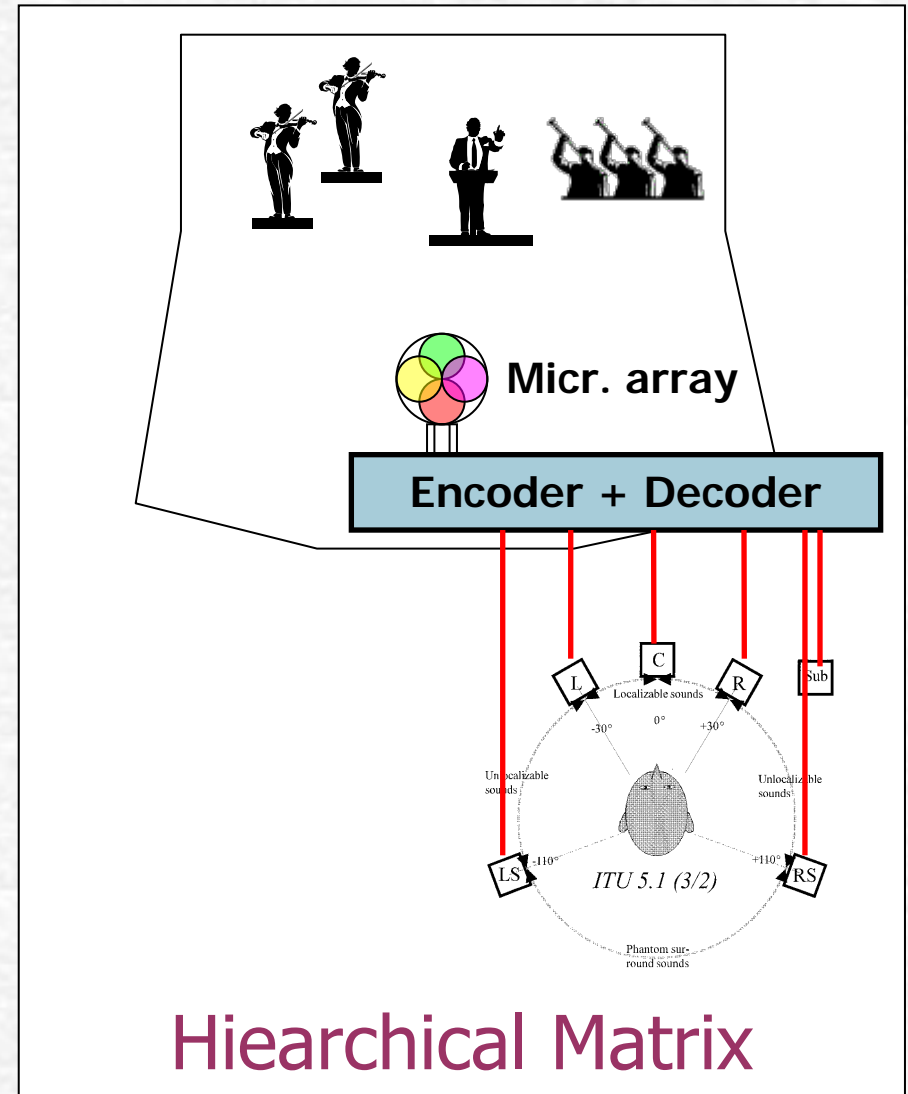 Micr. array
Encoder + Decoder
C
L
R
Sub
Localizable sounds
-30°
0°
+30°
Unlocalizable
sounds
Unlocalizable
sounds
LS
-110°
+110°
RS
ITU 5.1 (3/2)
Phantom sur-
round sounds
Hiearchical Matrix